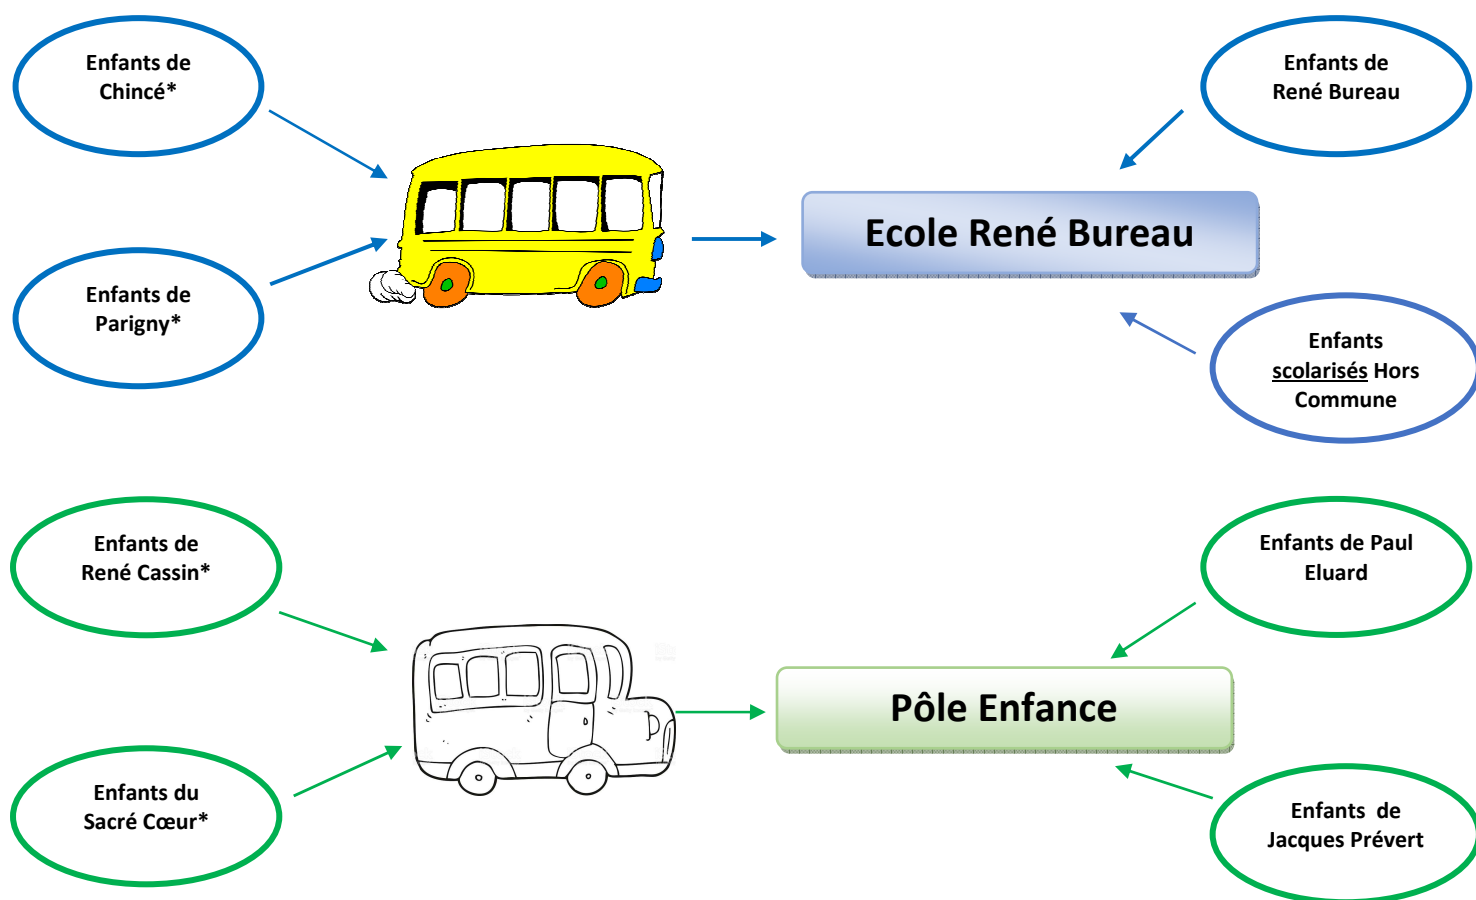 Enfants de
Chincé*
Enfants de
René Bureau
Ecole René Bureau
Enfants de
Parigny*
Enfants
scolarisés Hors
Commune
Enfants de
René Cassin*
Enfants de Paul
Eluard
Pôle Enfance
Enfants du
Sacré Cœur*
Enfants  de
Jacques Prévert